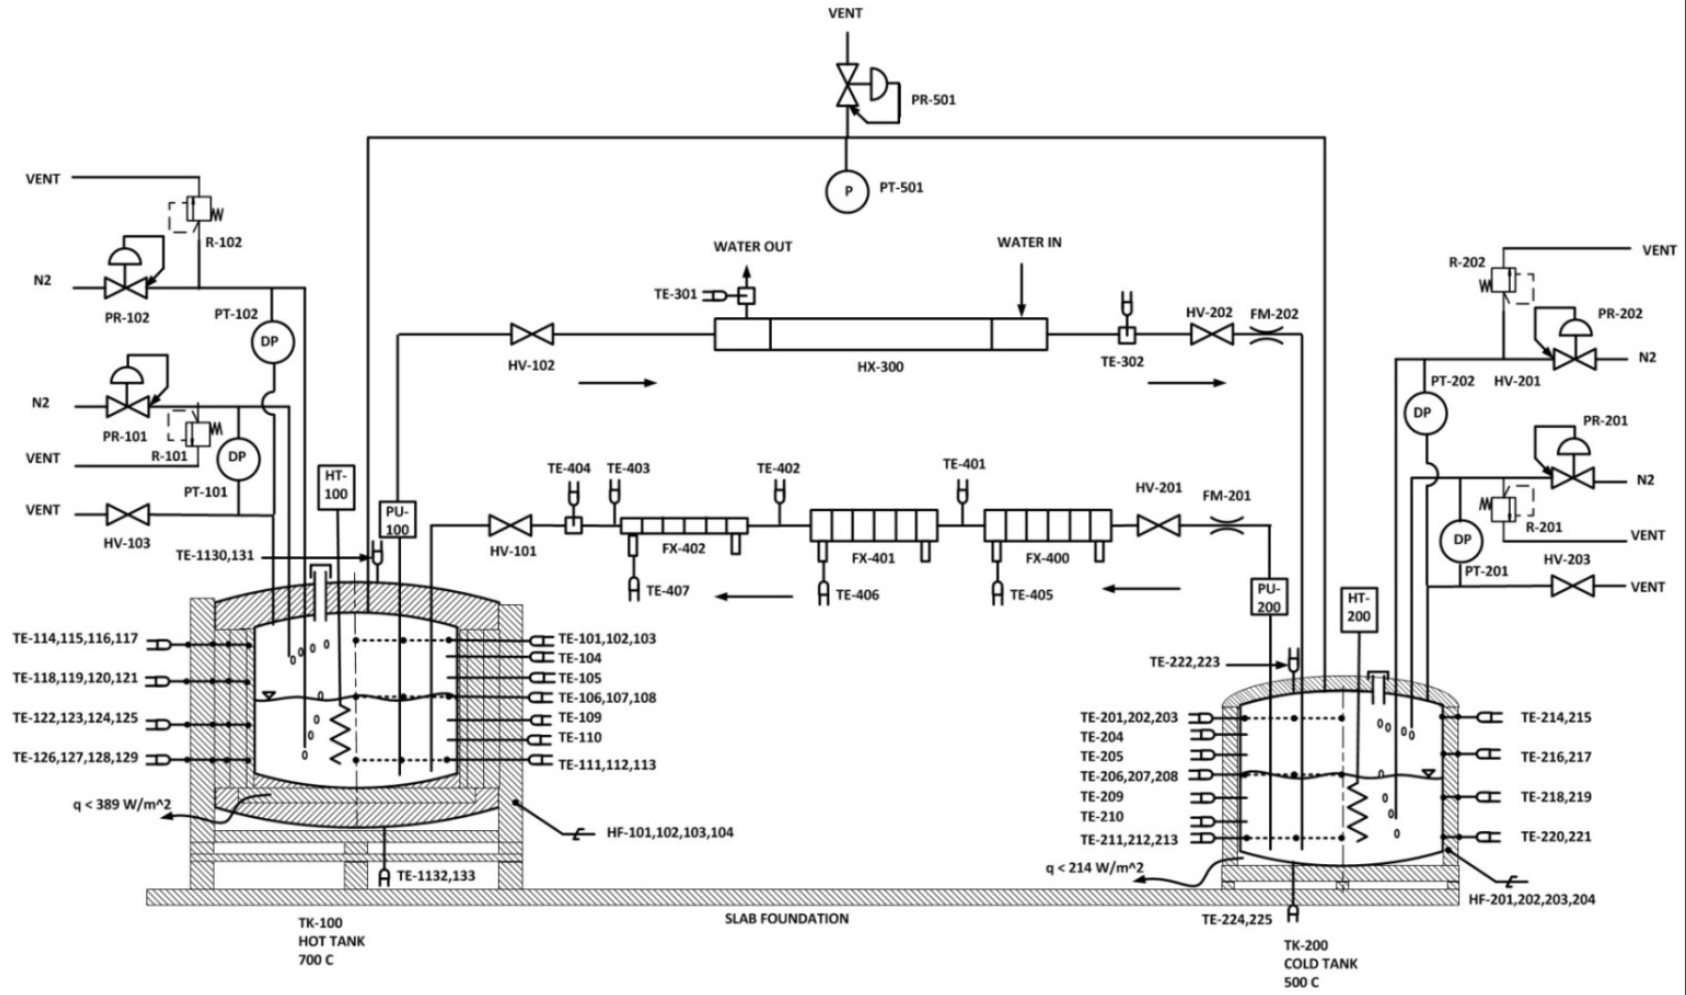 VENT
PR-501
P
PT-501
VENT
R-102
N2
PR-102
PT-102
DP
N2
PR-101
R-101
DP
VENT
PT-101
VENT
HV-103
WATER OUT
WATER IN
TE-301
HV-102
HX-300
TE-302
HV-202
FM-202
VENT
R-202
PR-202
N2
PT-202
HV-201
DP
PR-201
N2
R-201
DP
VENT
PT-201
HV-203
VENT
HT-
100
PU-
100
TE-404
TE-403
TE-402
TE-401
HV-201
FM-201
HV-101
FX-402
FX-401
FX-400
TE-407
TE-406
TE-405
PU-
200
HT-
200
TE-1130,131
TE-114,115,116,117
TE-118,119,120,121
TE-122,123,124,125
TE-126,127,128,129
q < 389 W/m^2
TE-101,102,103
TE-104
TE-105
TE-106,107,108
TE-109
TE-110
TE-111,112,113
HF-101,102,103,104
TE-1132,133
TE-222,223
TE-201,202,203
TE-204
TE-205
TE-206,207,208
TE-209
TE-210
TE-211,212,213
q < 214 W/m^2
TE-214,215
TE-216,217
TE-218,219
TE-220,221
HF-201,202,203,204
TE-224,225
SLAB FOUNDATION
TK-100
HOT TANK
700 C
TK-200
COLD TANK
500 C